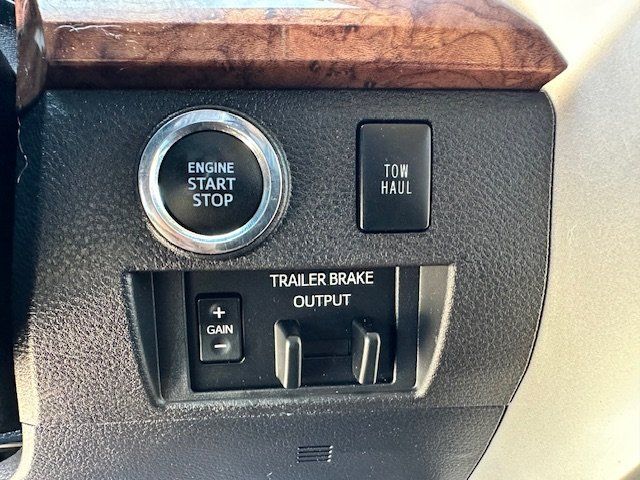 ENGINE
START
STOP
TOW
HAUL
TRAILER BRAKE
OUTPUT
+
GAIN
-